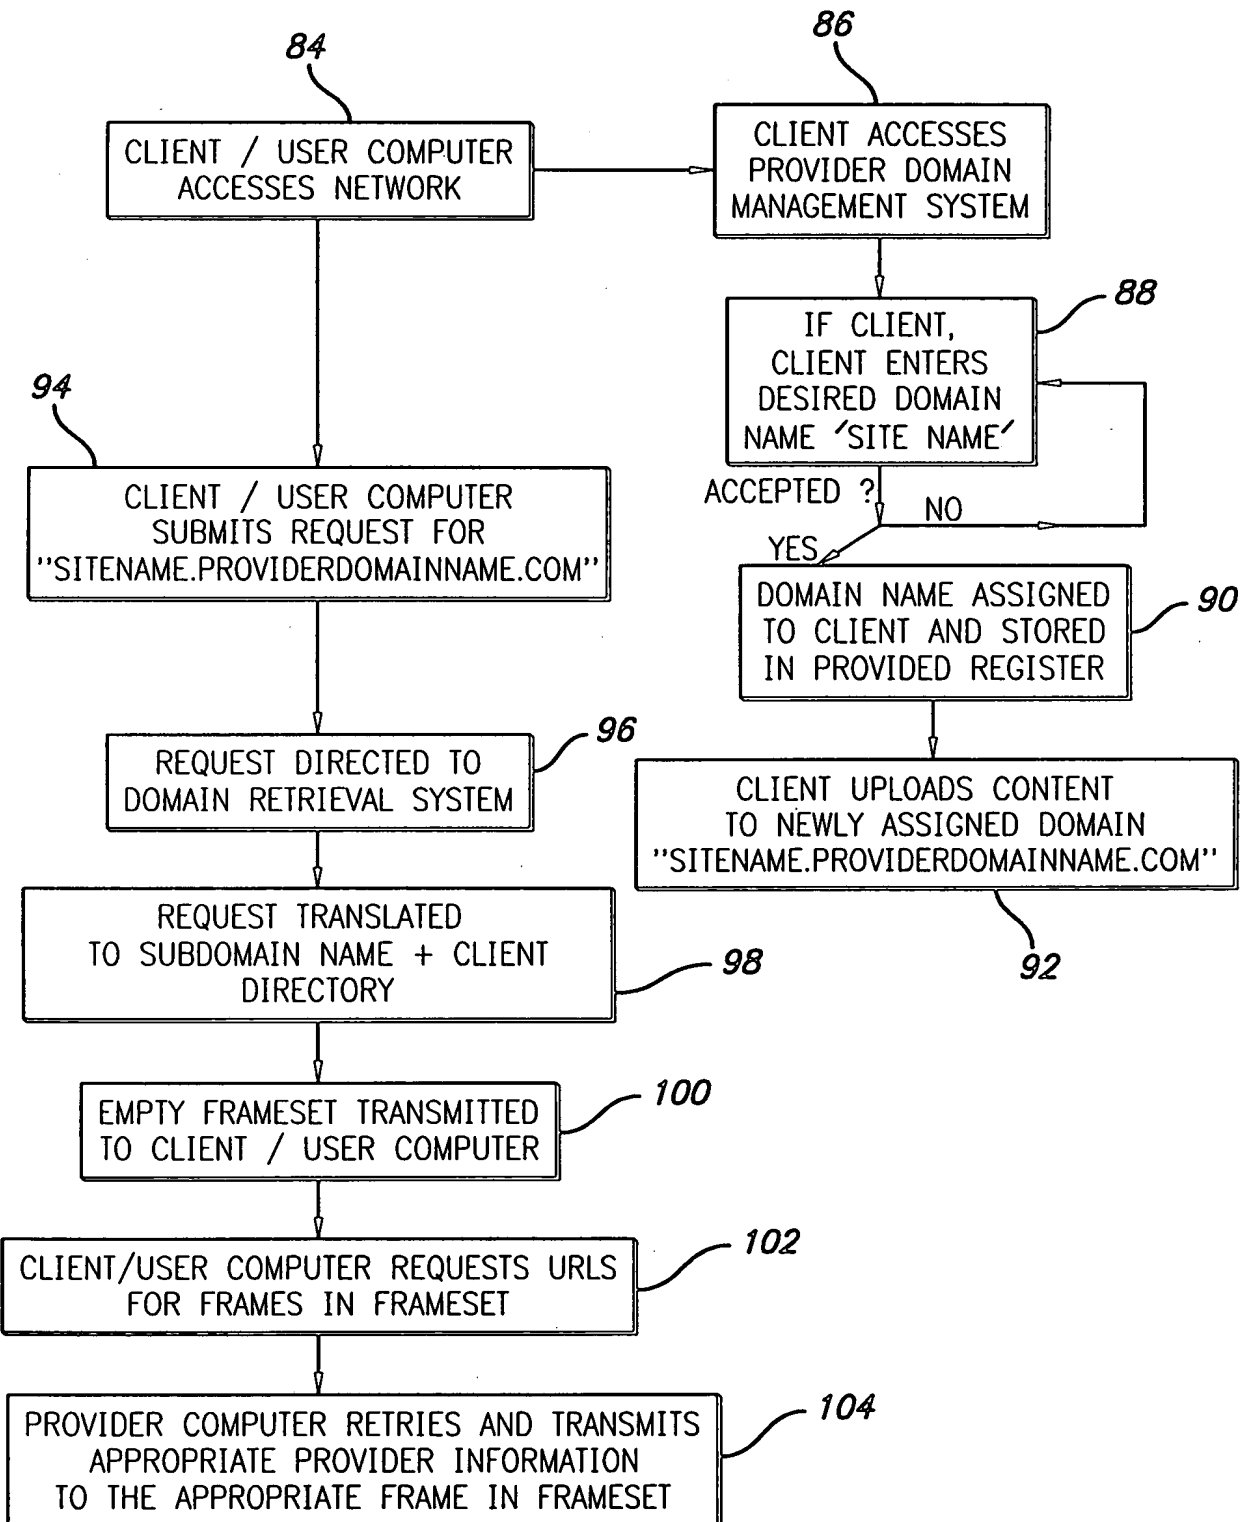 84
CLIENT / USER COMPUTER
ACCESSES NETWORK
86
CLIENT ACCESSES
PROVIDER DOMAIN
MANAGEMENT SYSTEM
88
IF CLIENT,
CLIENT ENTERS
DESIRED DOMAIN
NAME 'SITE NAME'
ACCEPTED ?
NO
YES
90
DOMAIN NAME ASSIGNED
TO CLIENT AND STORED
IN PROVIDED REGISTER
CLIENT UPLOADS CONTENT
TO NEWLY ASSIGNED DOMAIN
"SITENAME.PROVIDERDOMAINNAME.COM"
92
94
CLIENT / USER COMPUTER
SUBMITS REQUEST FOR
"SITENAME.PROVIDERDOMAINNAME.COM"
96
REQUEST DIRECTED TO
DOMAIN RETRIEVAL SYSTEM
REQUEST TRANSLATED
TO SUBDOMAIN NAME + CLIENT
DIRECTORY
98
EMPTY FRAMESET TRANSMITTED
TO CLIENT / USER COMPUTER
100
CLIENT/USER COMPUTER REQUESTS URLS
FOR FRAMES IN FRAMESET
102
PROVIDER COMPUTER RETRIES AND TRANSMITS
APPROPRIATE PROVIDER INFORMATION
TO THE APPROPRIATE FRAME IN FRAMESET
104